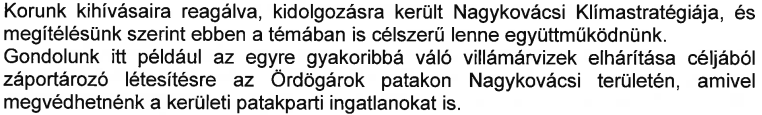 Korunk kihívásaira reagálva, kidolgozásra került Nagykovácsi Klímastratégiája, és
megítélésünk szerint ebben a témában is célszerű lenne együttműködnünk.
Gondolunk itt például az egyre gyakoribbá váló villámárvizek elhárítása céljából
záportározó létesítésre az Ördögárok patakon Nagykovácsi területén, amivel
megvédhetnénk a kerületi patakparti ingatlanokat is.